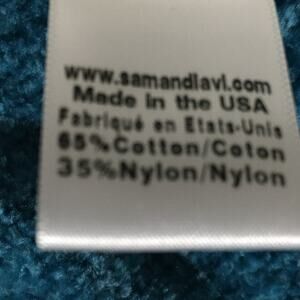 www.samandlavi.com
Made in the USA
Fabriqué en Etats-Unis
65%Cotton/Coton
35%Nylon/Nylon